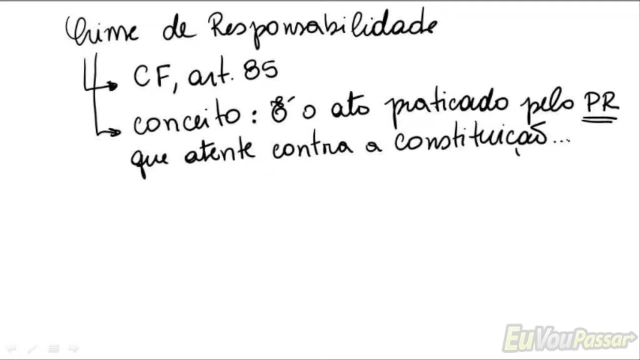 Crime de Responsabilidade
CF, art. 85
conceito: É o ato praticado pelo PR
que atente contra a constituição...
EuVouPassar